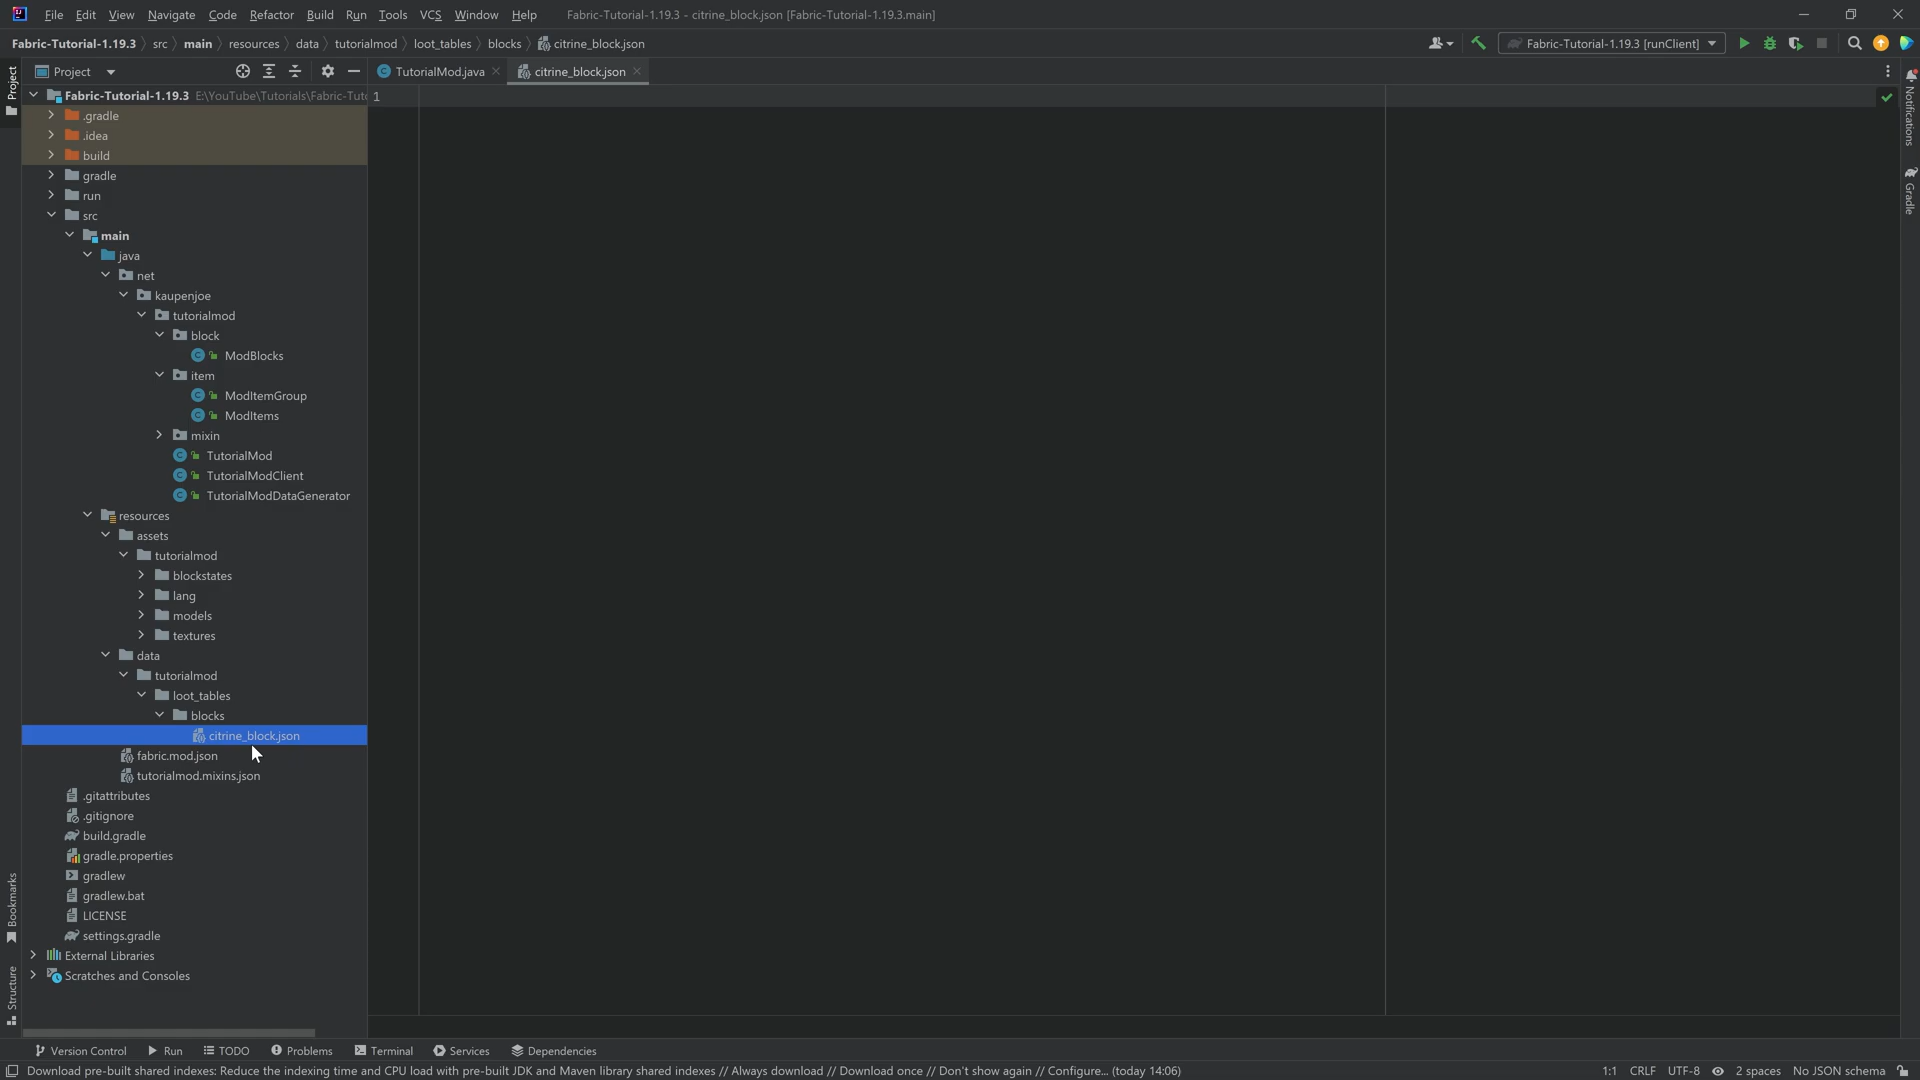 File Edit View Navigate Code Refactor Build Run Tools VCS Window Help Fabric-Tutorial-1.19.3 - citrine_block.json [Fabric-Tutorial-1.19.3.main]
Fabric-Tutorial-1.19.3 src main resources data tutorialmod loot_tables blocks citrine_block.json Fabric-Tutorial-1.19.3 [runClient]
Project
Project
TutorialMod.java
citrine_block.json
Notifications
Gradle
1
Fabric-Tutorial-1.19.3 E:\YouTube\Tutorials\Fabric-Tuto
.gradle
.idea
build
gradle
run
src
main
java
net
kaupenjoe
tutorialmod
block
ModBlocks
item
ModItemGroup
ModItems
mixin
TutorialMod
TutorialModClient
TutorialModDataGenerator
resources
assets
tutorialmod
blockstates
lang
models
textures
data
tutorialmod
loot_tables
blocks
citrine_block.json
fabric.mod.json
tutorialmod.mixins.json
.gitattributes
.gitignore
build.gradle
gradle.properties
gradlew
gradlew.bat
LICENSE
settings.gradle
External Libraries
Scratches and Consoles
Bookmarks
Structure
Version Control Run TODO Problems Terminal Services Dependencies
Download pre-built shared indexes: Reduce the indexing time and CPU load with pre-built JDK and Maven library shared indexes // Always download // Download once // Don't show again // Configure... (today 14:06) 1:1 CRLF UTF-8 2 spaces No JSON schema